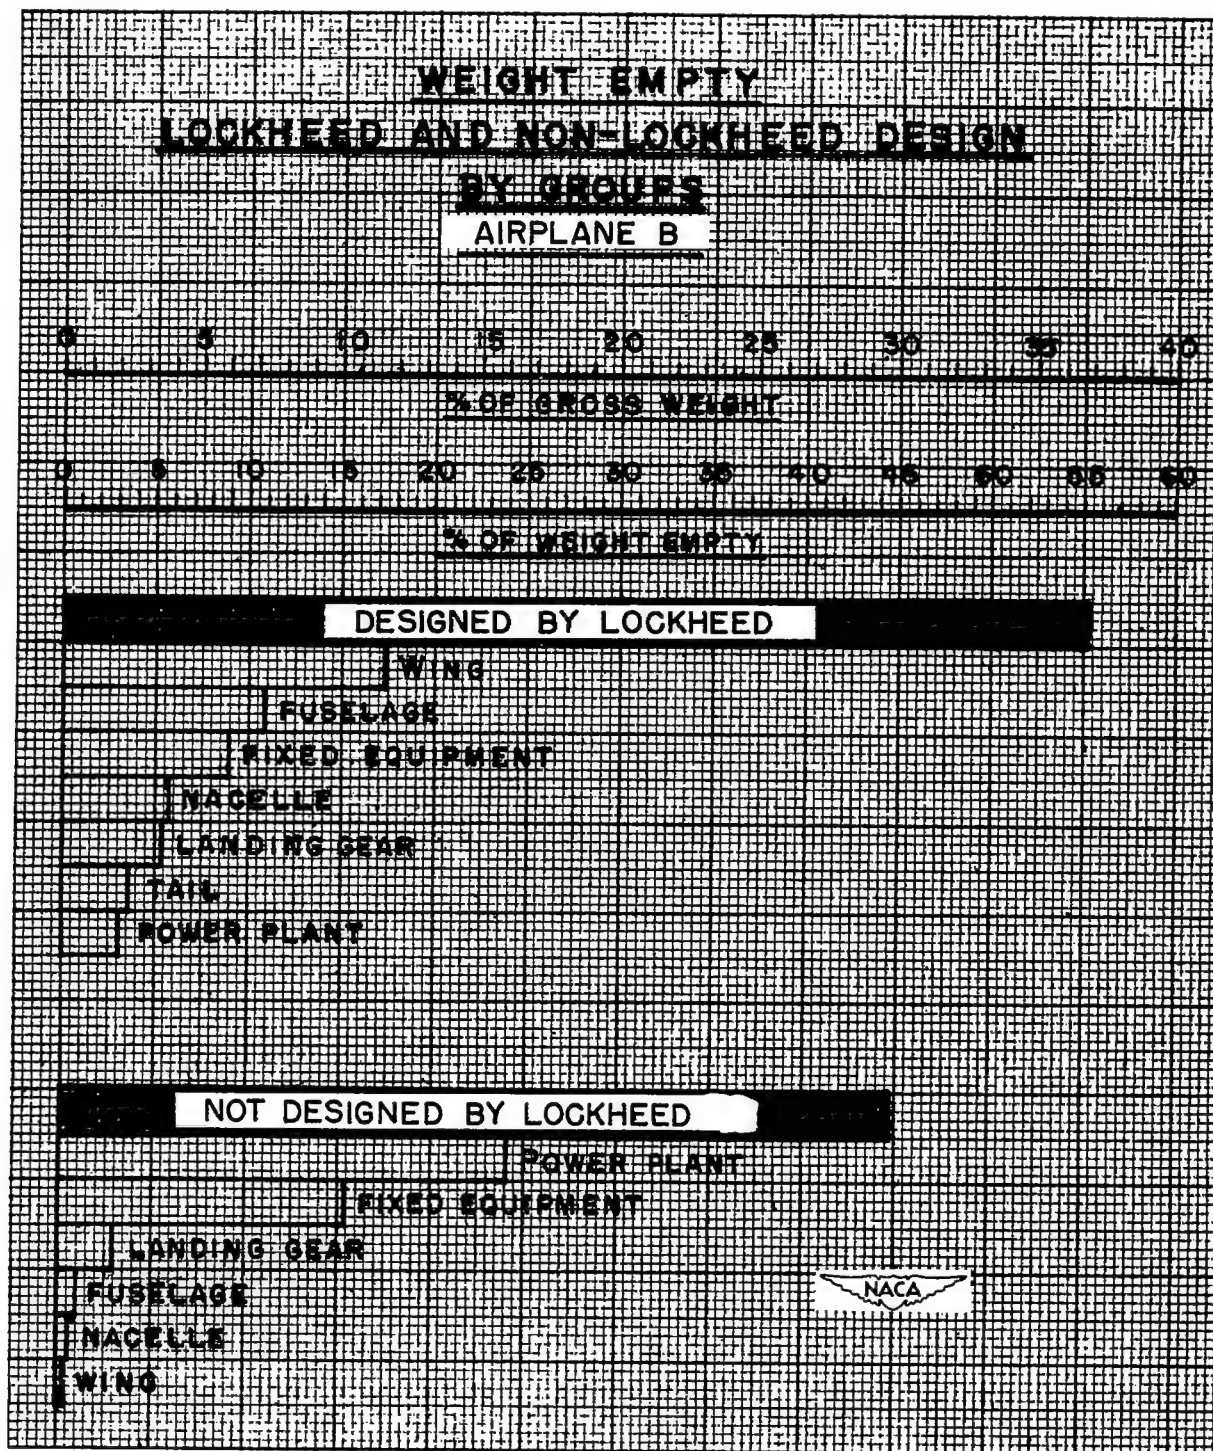 WEIGHT EMPTY
LOCKHEED AND NON-LOCKHEED DESIGN
BY GROUPS
AIRPLANE B
0 5 10 15 20 25 30 35 40
% OF GROSS WEIGHT
0 5 10 15 20 25 30 35 40 45 50 55 60
% OF WEIGHT EMPTY
DESIGNED BY LOCKHEED
WING
FUSELAGE
FIXED EQUIPMENT
NACELLE
LANDING GEAR
TAIL
POWER PLANT
NOT DESIGNED BY LOCKHEED
POWER PLANT
FIXED EQUIPMENT
LANDING GEAR
FUSELAGE
NACA
NACELLE
WING